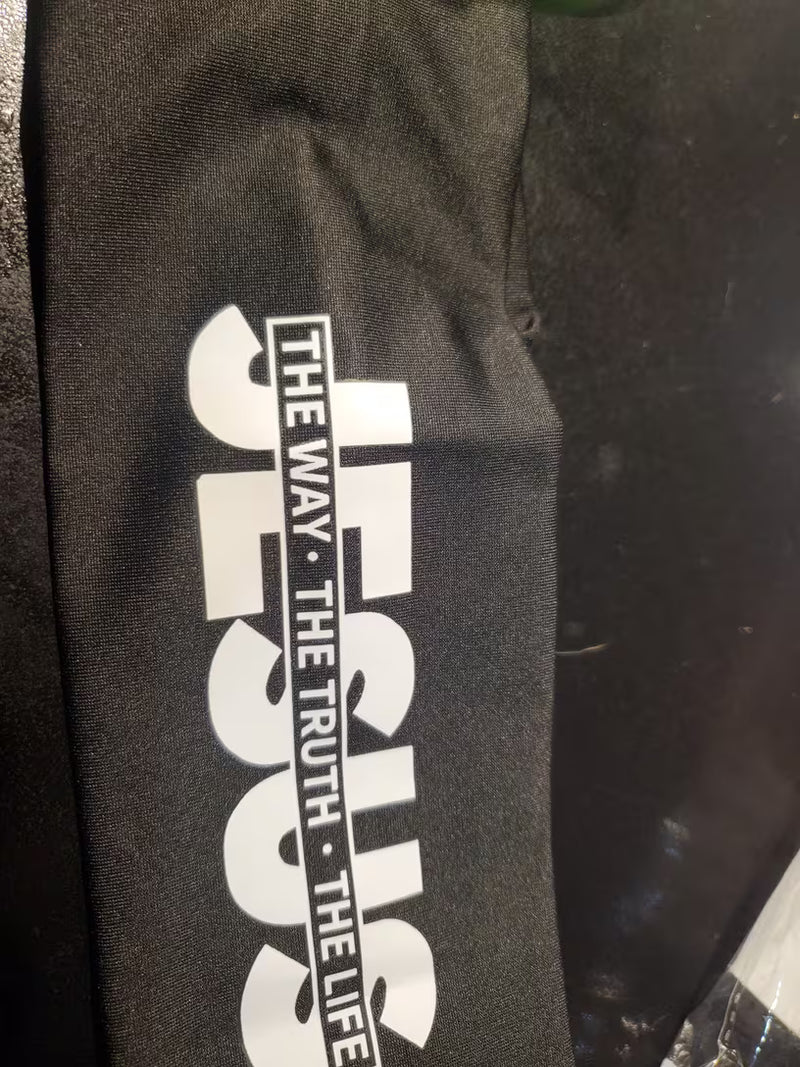 JESUS
THE WAY • THE TRUTH • THE LIFE